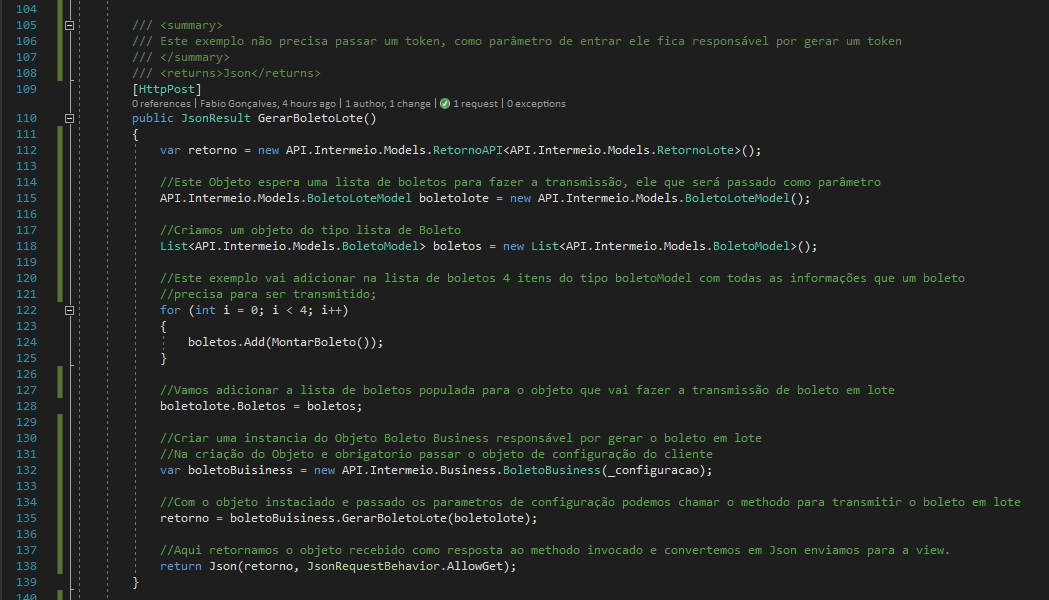 104
105 /// <summary>
106 /// Este exemplo não precisa passar um token, como parâmetro de entrar ele fica responsável por gerar um token
107 /// </summary>
108 /// <returns>Json</returns>
109 [HttpPost]
0 references | Fabio Gonçalves, 4 hours ago | 1 author, 1 change | 1 request | 0 exceptions
110 public JsonResult GerarBoletoLote()
111 {
112 var retorno = new API.Intermeio.Models.RetornoAPI<API.Intermeio.Models.RetornoLote>();
113
114 //Este Objeto espera uma lista de boletos para fazer a transmissão, ele que será passado como parâmetro
115 API.Intermeio.Models.BoletoLoteModel boletolote = new API.Intermeio.Models.BoletoLoteModel();
116
117 //Criamos um objeto do tipo lista de Boleto
118 List<API.Intermeio.Models.BoletoModel> boletos = new List<API.Intermeio.Models.BoletoModel>();
119
120 //Este exemplo vai adicionar na lista de boletos 4 itens do tipo boletoModel com todas as informações que um boleto
121 //precisa para ser transmitido;
122 for (int i = 0; i < 4; i++)
123 {
124 boletos.Add(MontarBoleto());
125 }
126
127 //Vamos adicionar a lista de boletos populada para o objeto que vai fazer a transmissão de boleto em lote
128 boletolote.Boletos = boletos;
129
130 //Criar uma instancia do Objeto Boleto Business responsável por gerar o boleto em lote
131 //Na criação do Objeto e obrigatorio passar o objeto de configuração do cliente
132 var boletoBuisiness = new API.Intermeio.Business.BoletoBusiness(_configuracao);
133
134 //Com o objeto instaciado e passado os parametros de configuração podemos chamar o methodo para transmitir o boleto em lote
135 retorno = boletoBuisiness.GerarBoletoLote(boletolote);
136
137 //Aqui retornamos o objeto recebido como resposta ao methodo invocado e convertemos em Json enviamos para a view.
138 return Json(retorno, JsonRequestBehavior.AllowGet);
139 }
140